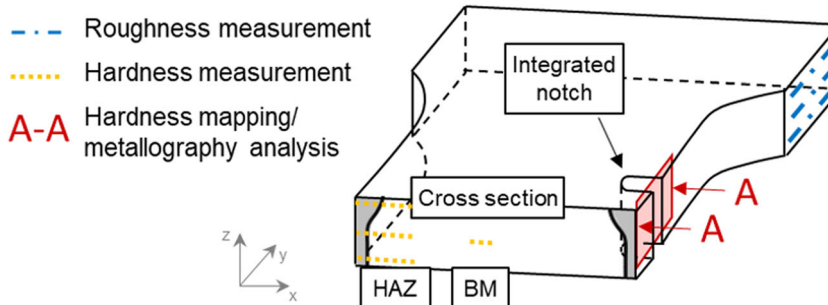 Roughness measurement
Hardness measurement
A-A Hardness mapping/
metallography analysis
Integrated
notch
Cross section
A
A
z
y
x
HAZ
BM